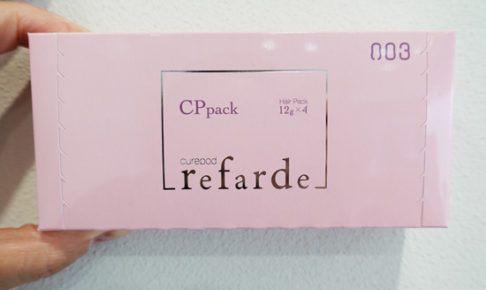 003
CPpack
Hair Pack
12g×4
curepod
refarde